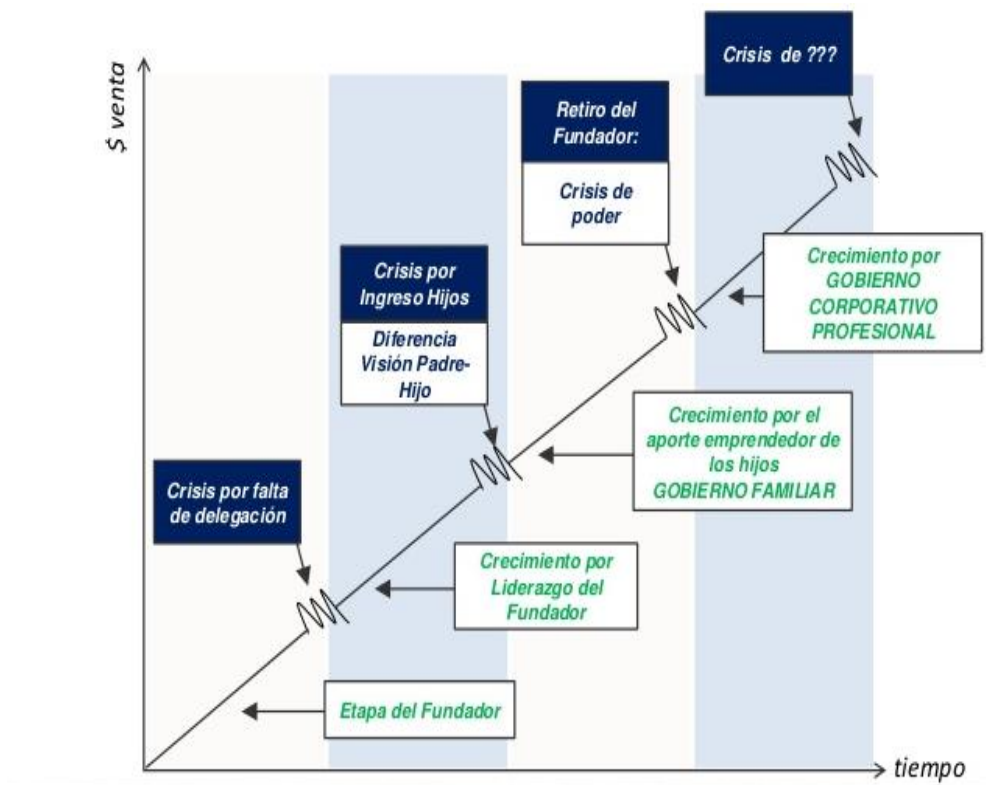 $ venta
Crisis de ???
Retiro del
Fundador:
Crisis de
poder
Crisis por
Ingreso Hijos
Diferencia
Visión Padre-
Hijo
Crecimiento por
GOBIERNO
CORPORATIVO
PROFESIONAL
Crecimiento por el
aporte emprendedor de
los hijos
GOBIERNO FAMILIAR
Crisis por falta
de delegación
Crecimiento por
Liderazgo del
Fundador
Etapa del Fundador
tiempo